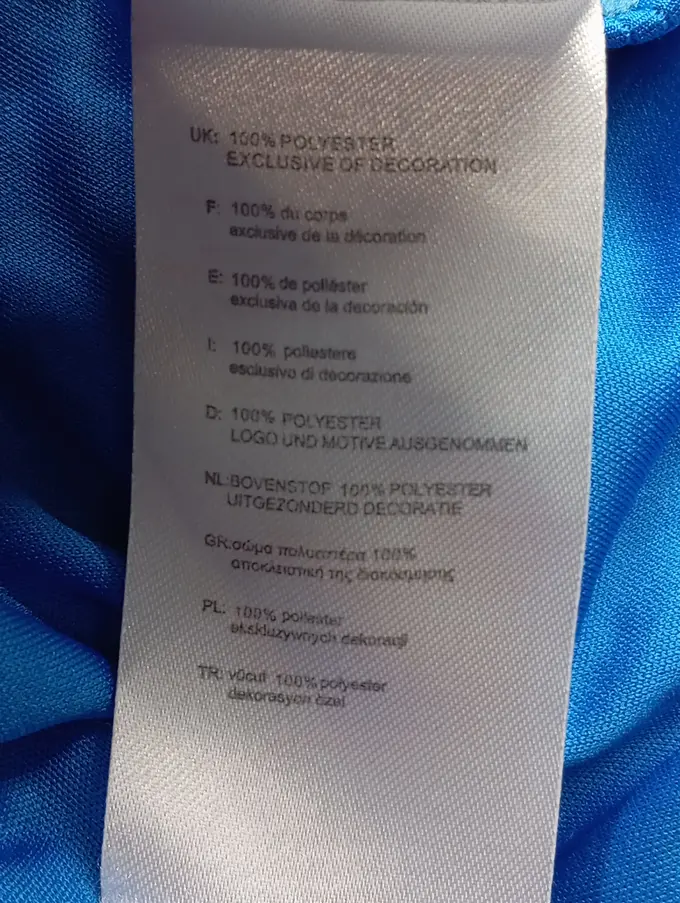 UK: 100% POLYESTER
EXCLUSIVE OF DECORATION
F: 100% du corps
exclusive de la décoration
E: 100% de poliéster
exclusiva de la decoración
I: 100% poliestere
esclusivo di decorazione
D: 100% POLYESTER
LOGO UND MOTIVE AUSGENOMMEN
NL:BOVENSTOF 100% POLYESTER
UITGEZONDERD DECORATIE
GR:σώμα πολυεστέρα 100%
αποκλειστική της διακόσμησης
PL: 100% poliester
ekskluzywnych dekoracji
TR: vücut 100% polyester
dekorasyon özel